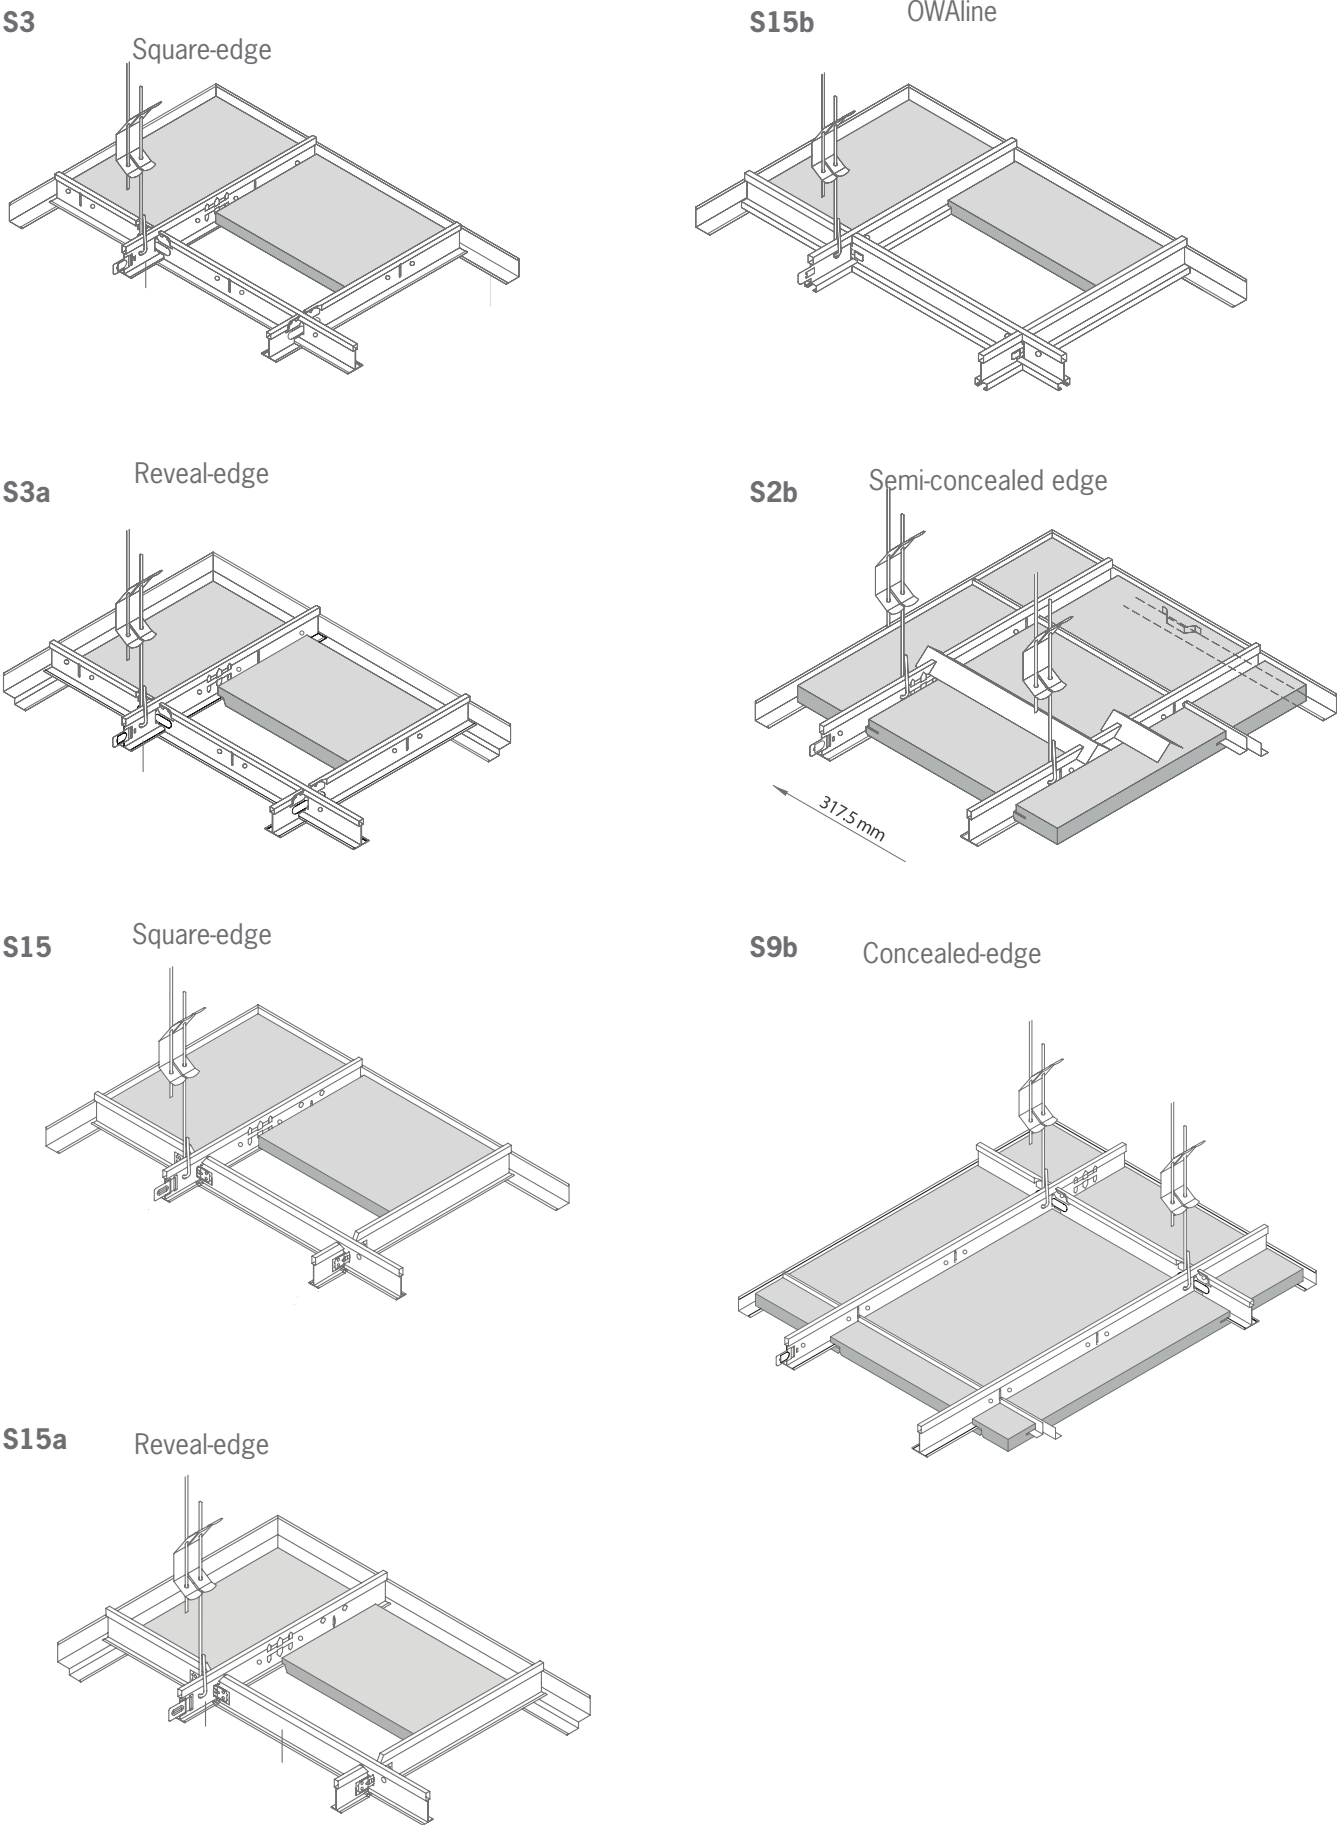 S3
Square-edge
S15b
OWAline
S3a
Reveal-edge
S2b
Semi-concealed edge
317.5 mm
S15
Square-edge
S9b
Concealed-edge
S15a
Reveal-edge